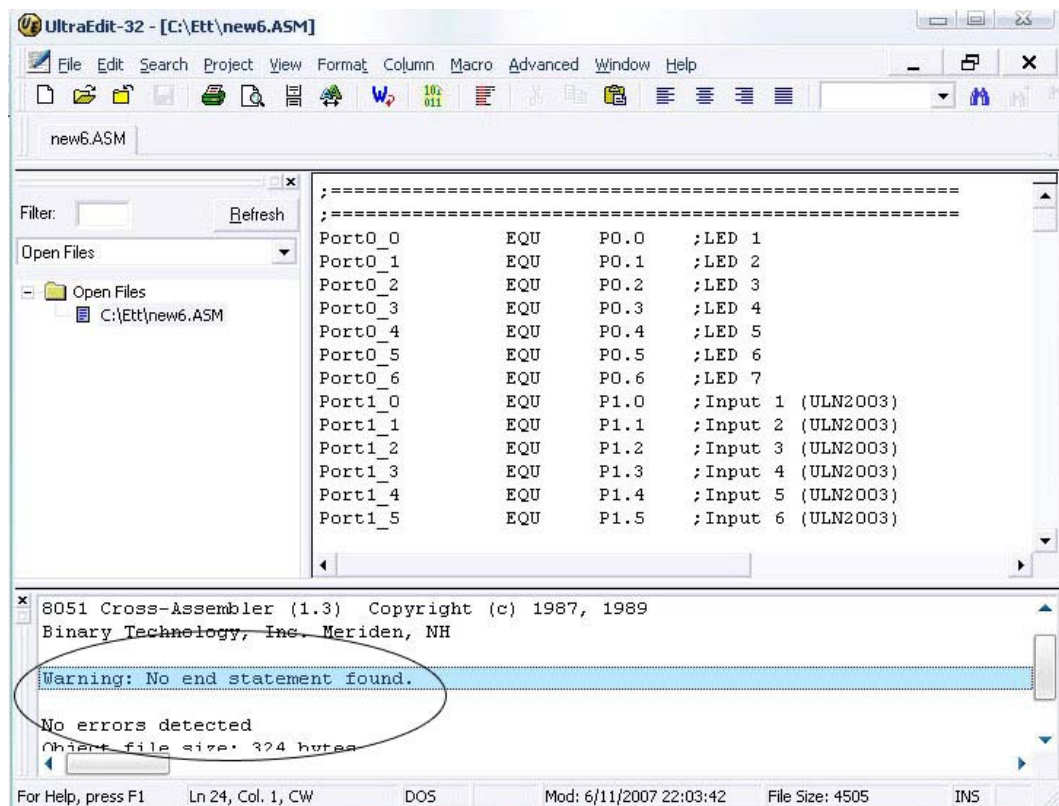 UltraEdit-32 - [C:\Ett\new6.ASM]
File Edit Search Project View Format Column Macro Advanced Window Help
new6.ASM
Filter:
Refresh
Open Files
Open Files
C:\Ett\new6.ASM
;======================================================
;======================================================
Port0_0 EQU P0.0 ;LED 1
Port0_1 EQU P0.1 ;LED 2
Port0_2 EQU P0.2 ;LED 3
Port0_3 EQU P0.3 ;LED 4
Port0_4 EQU P0.4 ;LED 5
Port0_5 EQU P0.5 ;LED 6
Port0_6 EQU P0.6 ;LED 7
Port1_0 EQU P1.0 ;Input 1 (ULN2003)
Port1_1 EQU P1.1 ;Input 2 (ULN2003)
Port1_2 EQU P1.2 ;Input 3 (ULN2003)
Port1_3 EQU P1.3 ;Input 4 (ULN2003)
Port1_4 EQU P1.4 ;Input 5 (ULN2003)
Port1_5 EQU P1.5 ;Input 6 (ULN2003)
8051 Cross-Assembler (1.3) Copyright (c) 1987, 1989
Binary Technology, Inc. Meriden, NH
Warning: No end statement found.
No errors detected
Object file size: 324 bytes
For Help, press F1 Ln 24, Col. 1, CW DOS Mod: 6/11/2007 22:03:42 File Size: 4505 INS